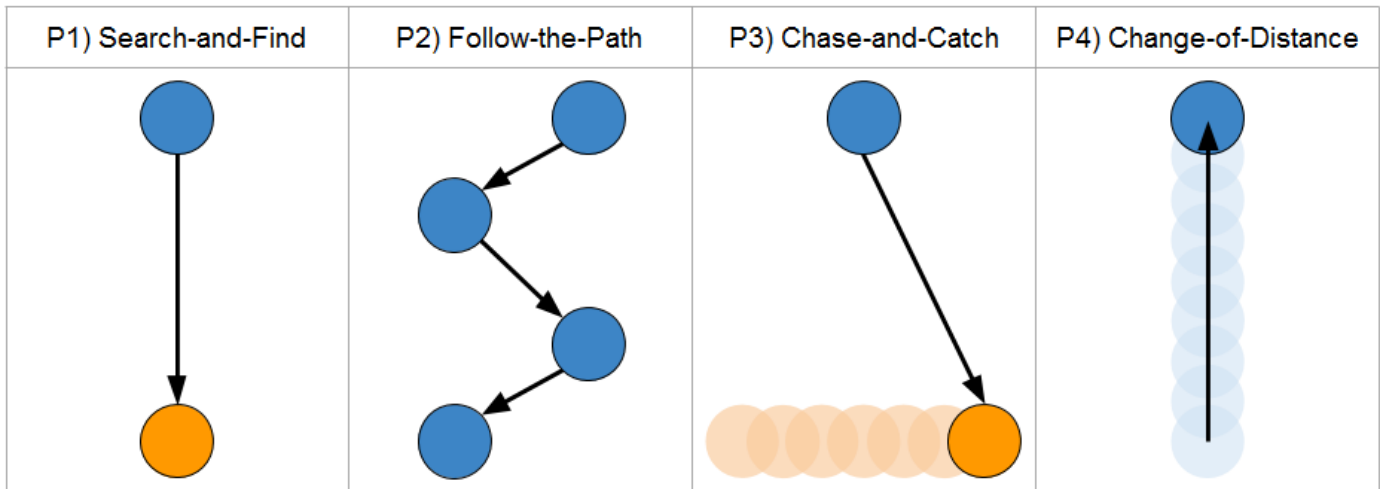 P1) Search-and-Find
P2) Follow-the-Path
P3) Chase-and-Catch
P4) Change-of-Distance